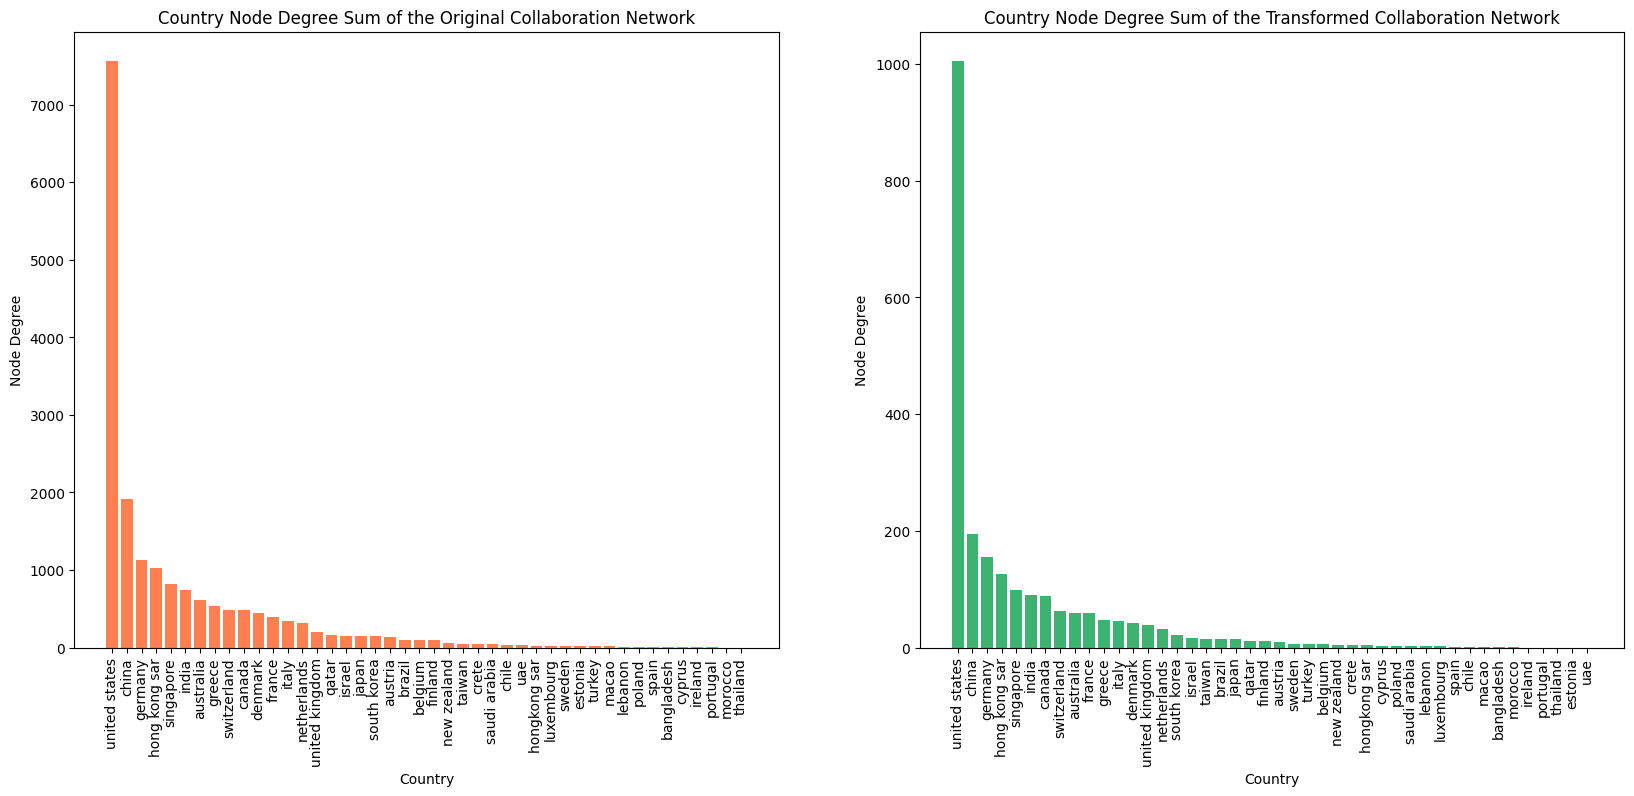 Country Node Degree Sum of the Original Collaboration Network
Node Degree
7000
6000
5000
4000
3000
2000
1000
0
united states
china
germany
hong kong sar
singapore
india
australia
greece
switzerland
canada
denmark
france
italy
netherlands
united kingdom
qatar
israel
japan
south korea
austria
brazil
belgium
finland
new zealand
taiwan
crete
saudi arabia
chile
uae
hongkong sar
luxembourg
sweden
estonia
turkey
macao
lebanon
poland
spain
bangladesh
cyprus
ireland
portugal
morocco
thailand
Country
Country Node Degree Sum of the Transformed Collaboration Network
Node Degree
1000
800
600
400
200
0
united states
china
germany
hong kong sar
singapore
india
canada
switzerland
australia
france
greece
italy
denmark
united kingdom
netherlands
south korea
israel
taiwan
brazil
japan
qatar
finland
austria
sweden
turkey
belgium
new zealand
crete
hongkong sar
cyprus
poland
saudi arabia
lebanon
luxembourg
spain
chile
macao
bangladesh
morocco
ireland
portugal
thailand
estonia
uae
Country